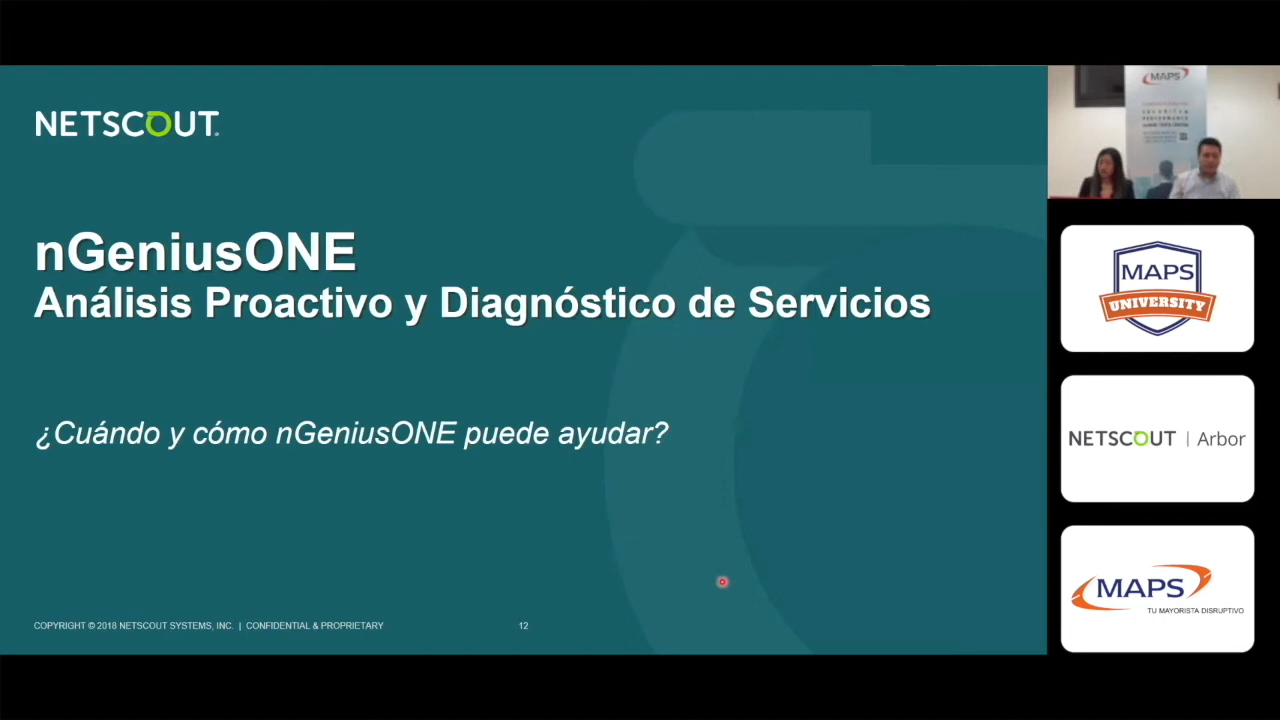 NETSCOUT.
nGeniusONE
Análisis Proactivo y Diagnóstico de Servicios
¿Cuándo y cómo nGeniusONE puede ayudar?
COPYRIGHT © 2018 NETSCOUT SYSTEMS, INC. | CONFIDENTIAL & PROPRIETARY
12
MAPS
MAPS
UNIVERSITY
NETSCOUT | Arbor
MAPS
TU MAYORISTA DISRUPTIVO